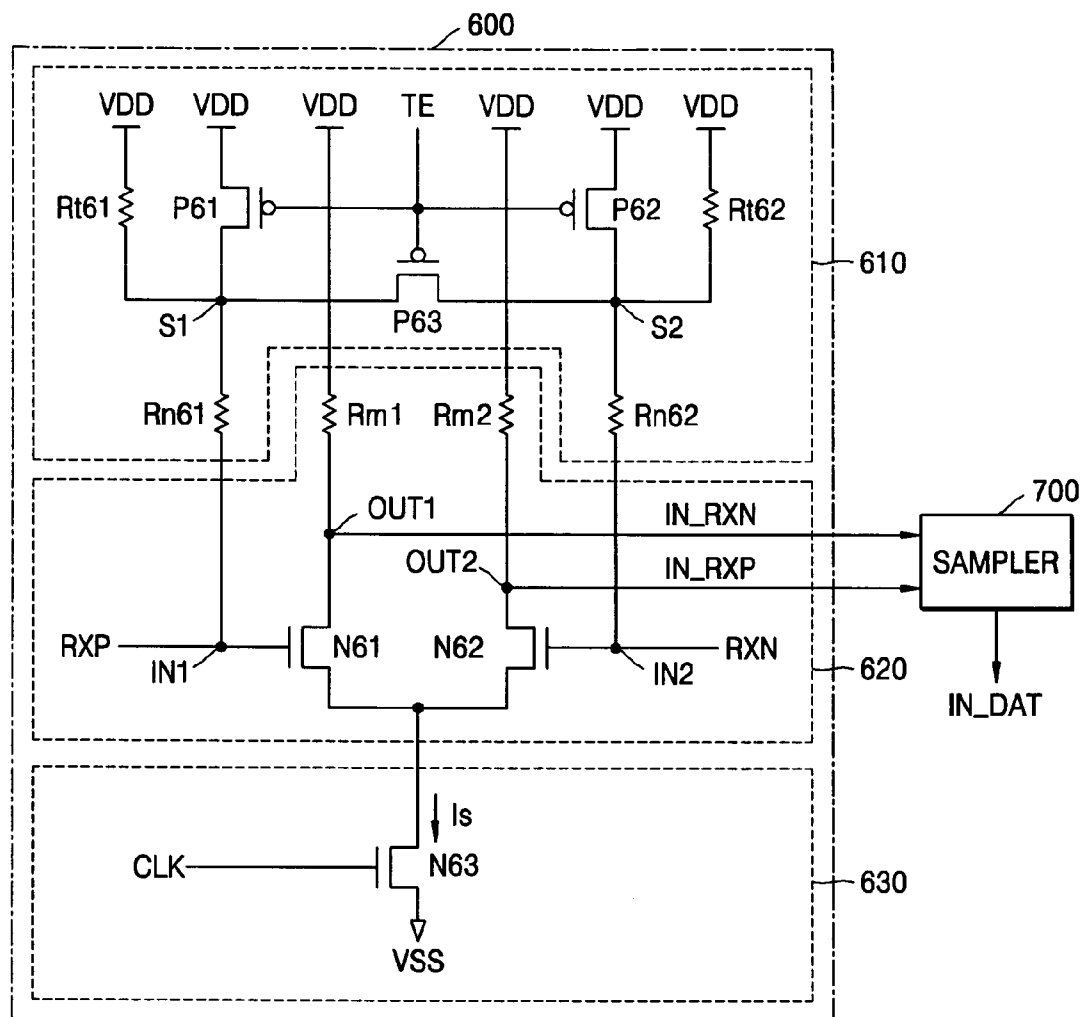 600
VDD VDD VDD TE VDD VDD VDD
Rt61 P61 P62 Rt62
610
S1 P63 S2
Rn61 Rm1 Rm2 Rn62
700
OUT1 IN_RXN
OUT2 IN_RXP SAMPLER
RXP IN1 N61 N62 IN2 RXN
620
IN_DAT
Is
CLK N63
630
VSS